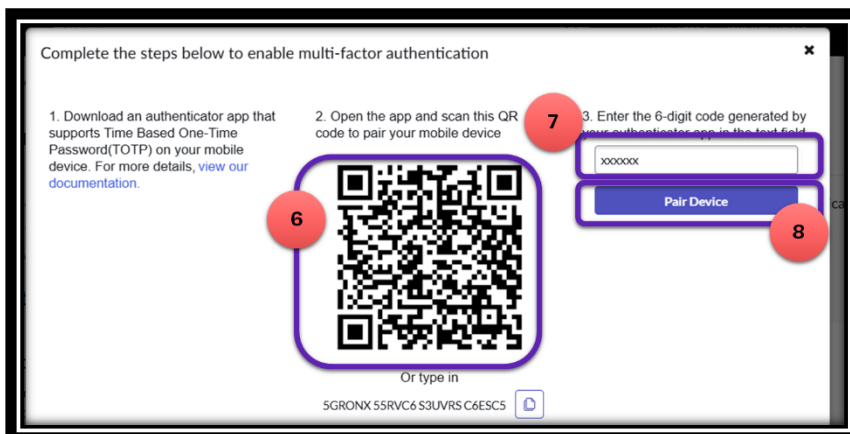 Complete the steps below to enable multi-factor authentication
1. Download an authenticator app that
supports Time Based One-Time
Password(TOTP) on your mobile
device. For more details, view our
documentation.
2. Open the app and scan this QR
code to pair your mobile device
6
Or type in
5GRONX 55RVC6 S3UVRS C6ESC5
7
3. Enter the 6-digit code generated by
your authenticator app in the text field
xxxxxx
Pair Device
8
ca